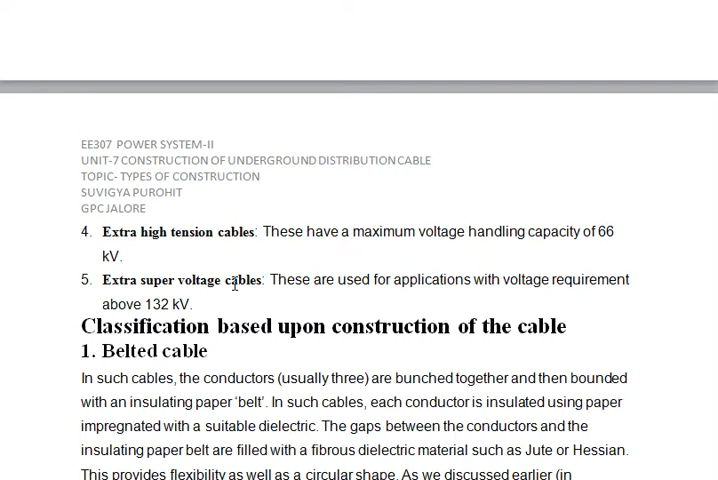 EE307 POWER SYSTEM-II
UNIT-7 CONSTRUCTION OF UNDERGROUND DISTRIBUTION CABLE
TOPIC- TYPES OF CONSTRUCTION
SUVIGYA PUROHIT
GPC JALORE
4. Extra high tension cables: These have a maximum voltage handling capacity of 66
kV.
5. Extra super voltage cables: These are used for applications with voltage requirement
above 132 kV.
Classification based upon construction of the cable
1. Belted cable
In such cables, the conductors (usually three) are bunched together and then bounded
with an insulating paper ‘belt’. In such cables, each conductor is insulated using paper
impregnated with a suitable dielectric. The gaps between the conductors and the
insulating paper belt are filled with a fibrous dielectric material such as Jute or Hessian.
This provides flexibility as well as a circular shape. As we discussed earlier (in